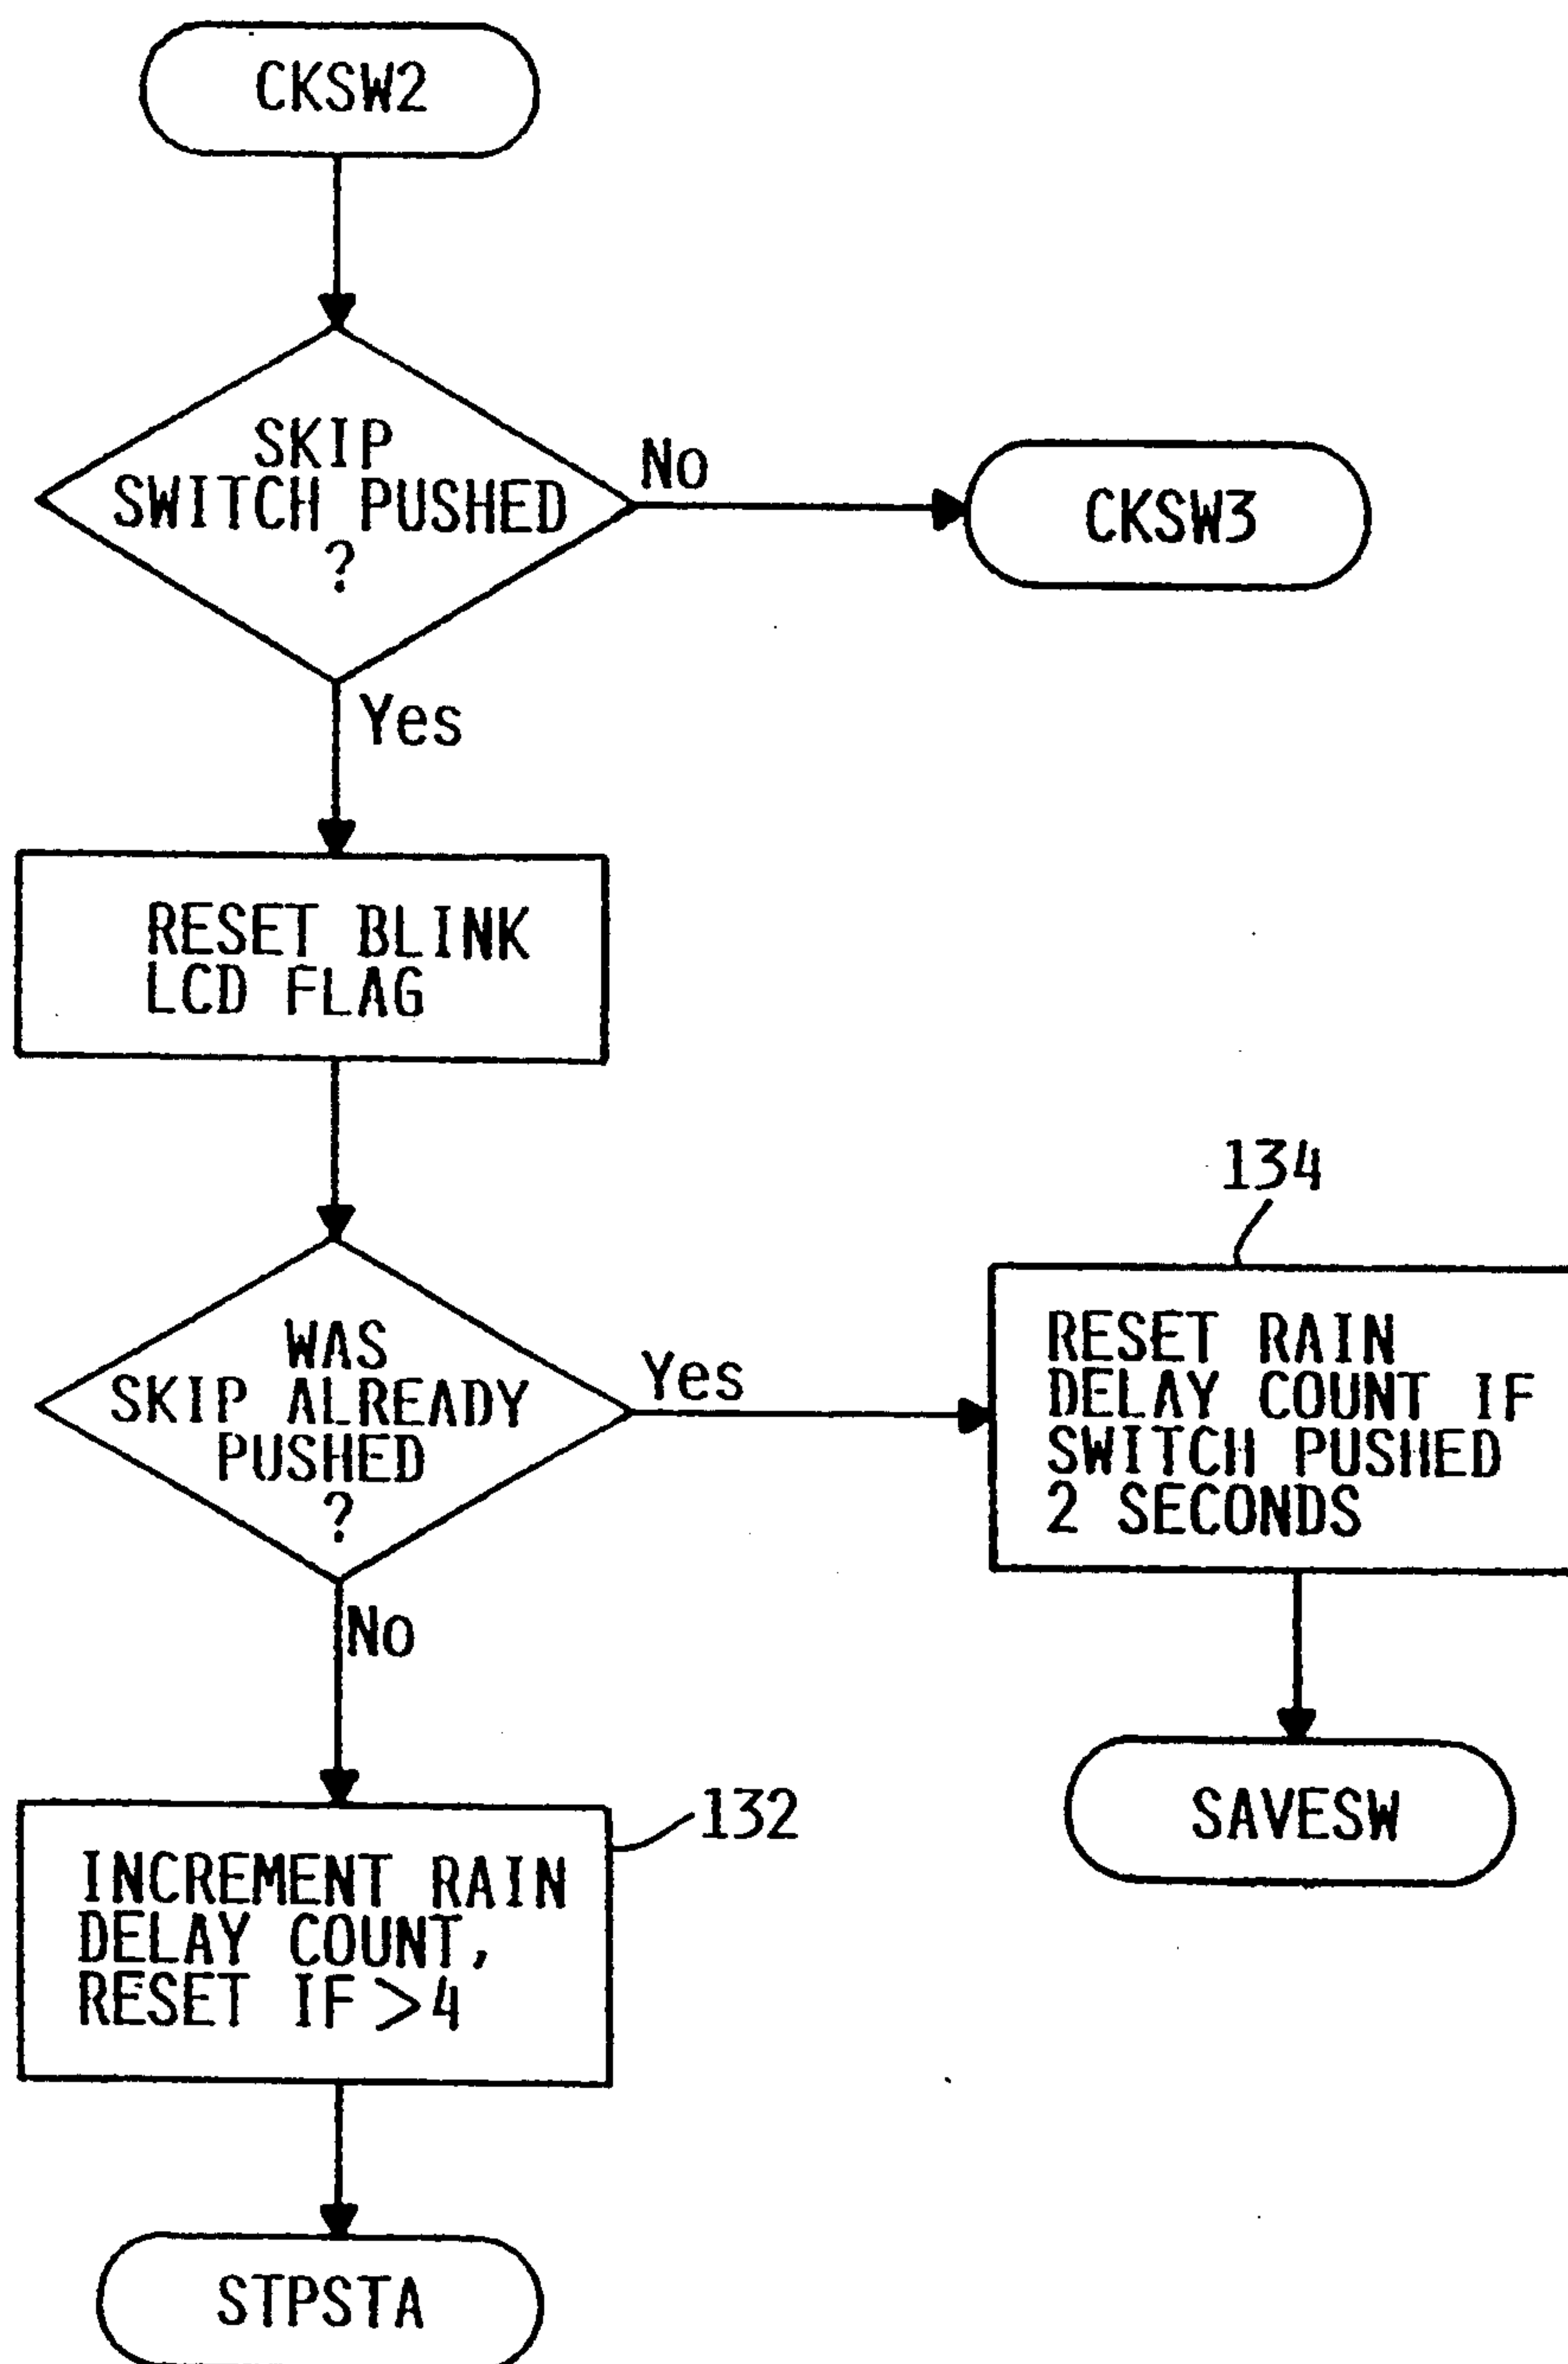 CKSW2
SKIP
SWITCH PUSHED
?
No
CKSW3
Yes
RESET BLINK
LCD FLAG
WAS
SKIP ALREADY
PUSHED
?
Yes
134
RESET RAIN
DELAY COUNT IF
SWITCH PUSHED
2 SECONDS
SAVESW
No
132
INCREMENT RAIN
DELAY COUNT,
RESET IF >4
STPSTA